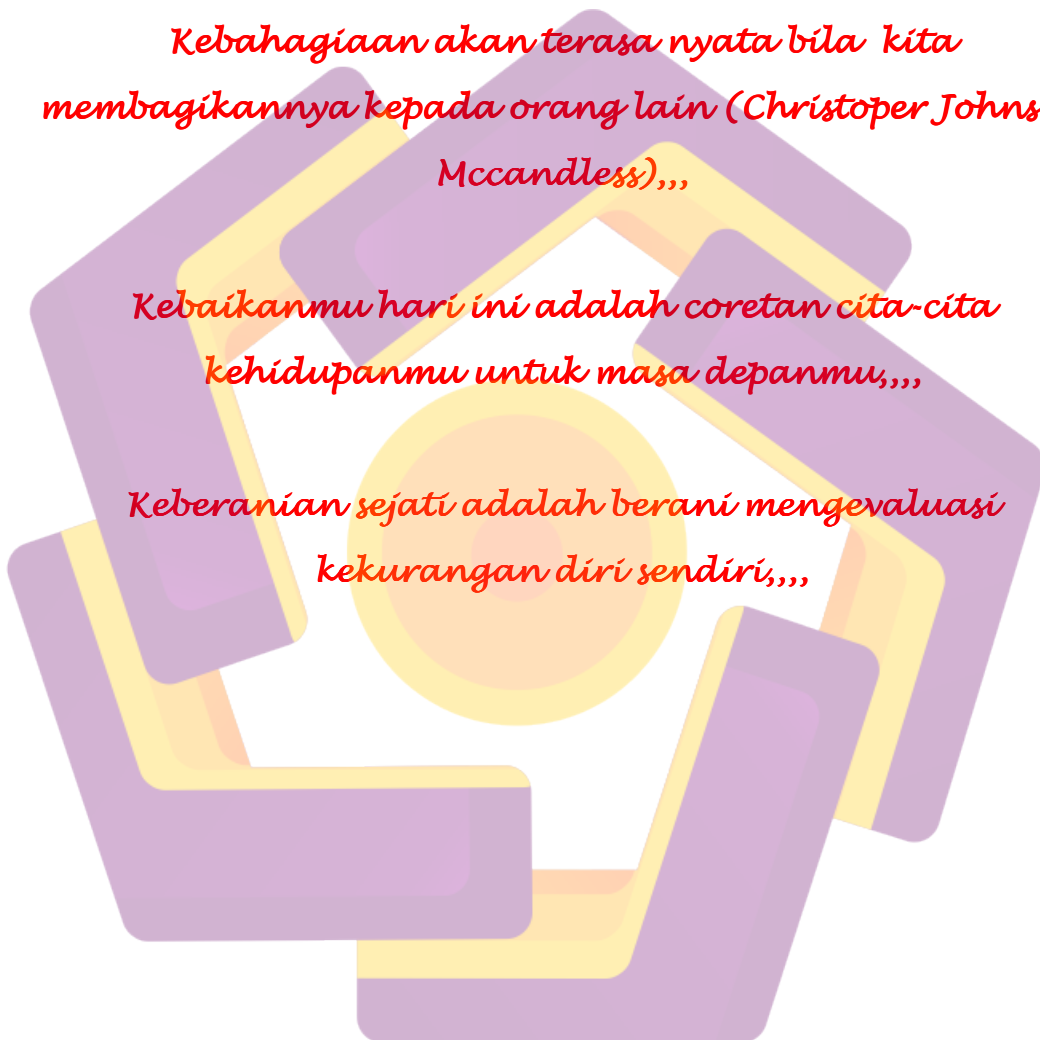 Kebahagiaan akan terasa nyata bila kita
membagikannya kepada orang lain (Christoper Johns
Mccandless),,,
Kebaikanmu hari ini adalah coretan cita-cita
kehidupanmu untuk masa depanmu,,,,
Keberanian sejati adalah berani mengevaluasi
kekurangan diri sendiri,,,,